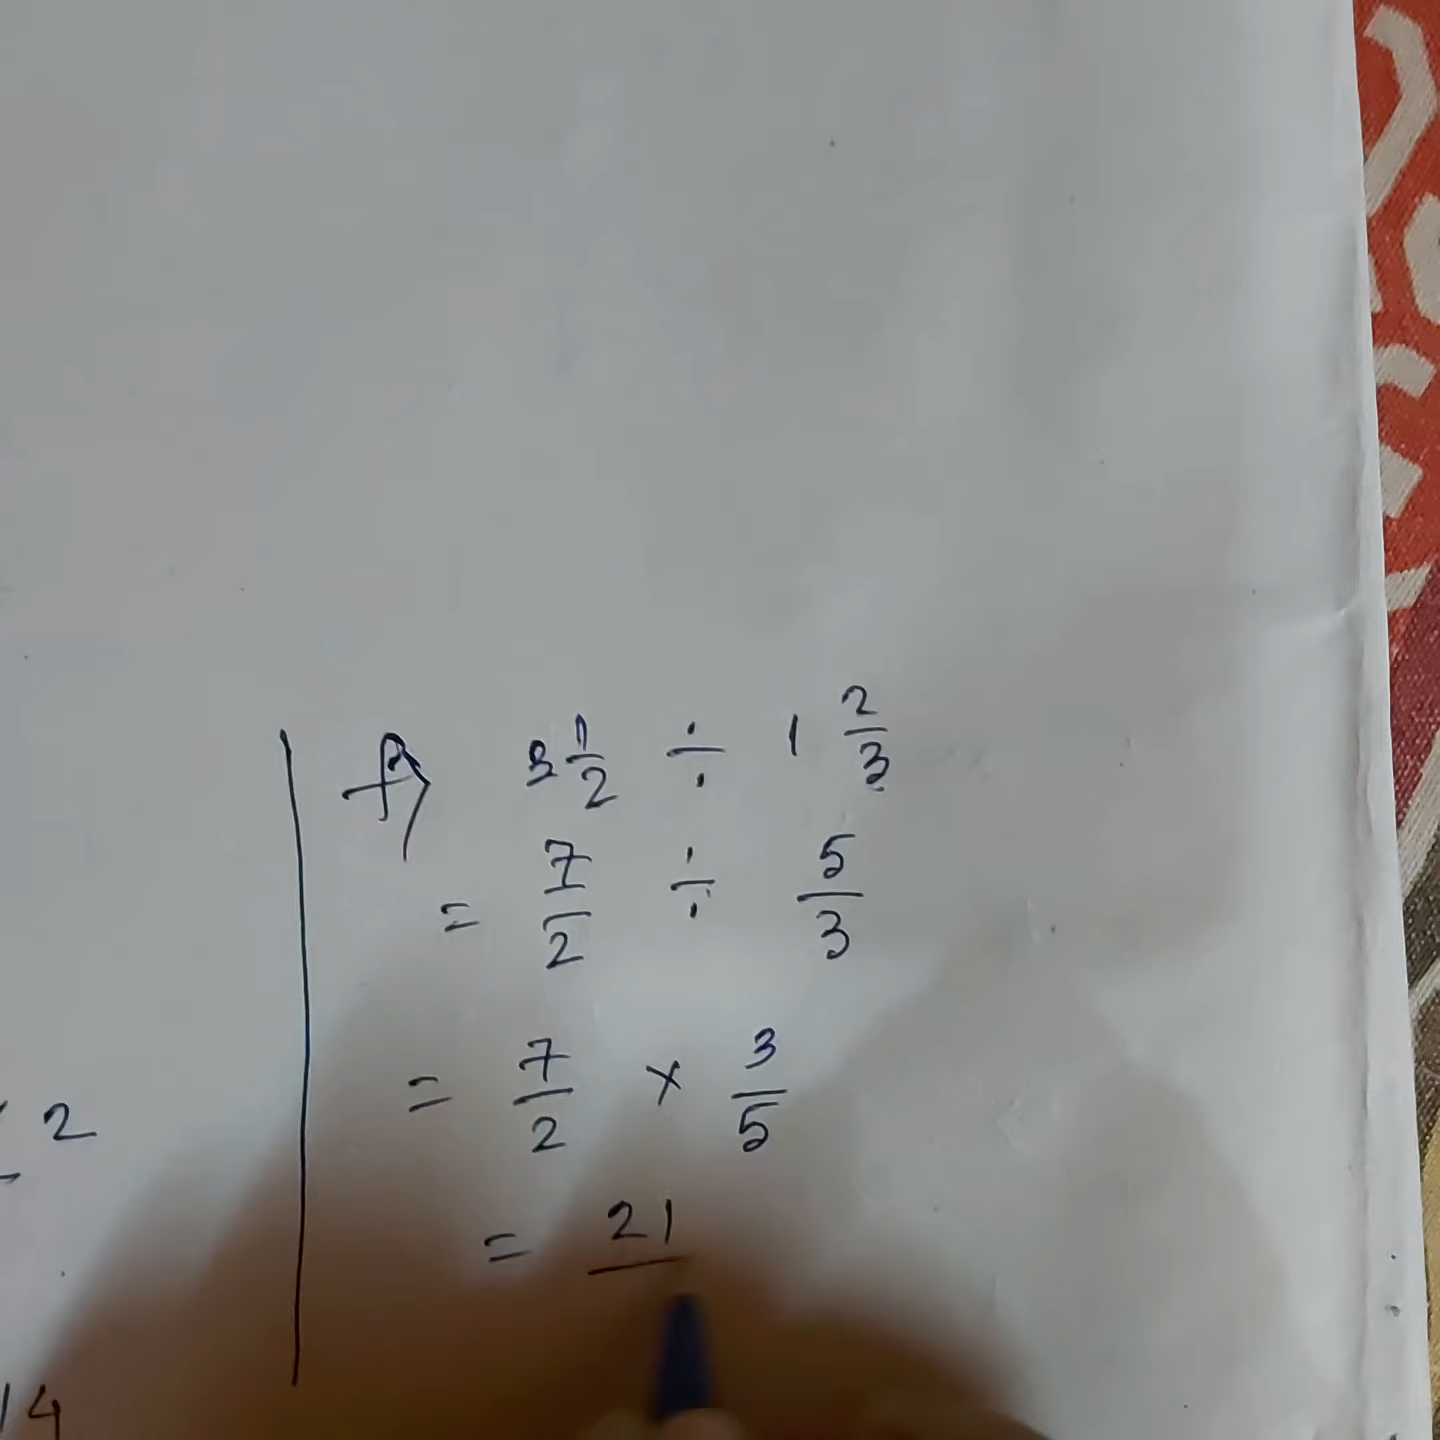 f) 3 1/2 ÷ 1 2/3
= 7/2 ÷ 5/3
= 7/2 × 3/5
2
= 21/
14